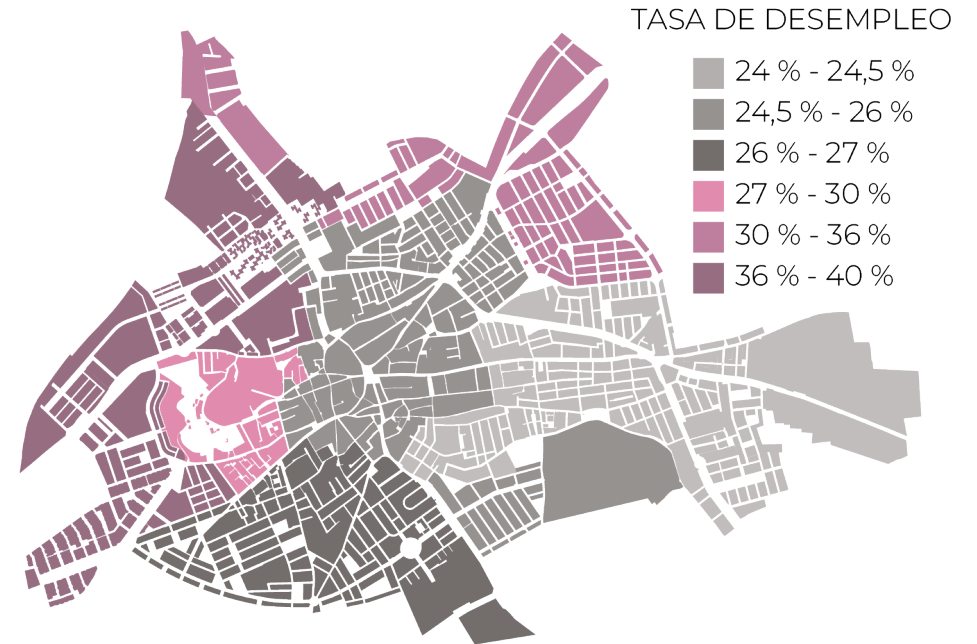 TASA DE DESEMPLEO
24 % - 24,5 %
24,5 % - 26 %
26 % - 27 %
27 % - 30 %
30 % - 36 %
36 % - 40 %